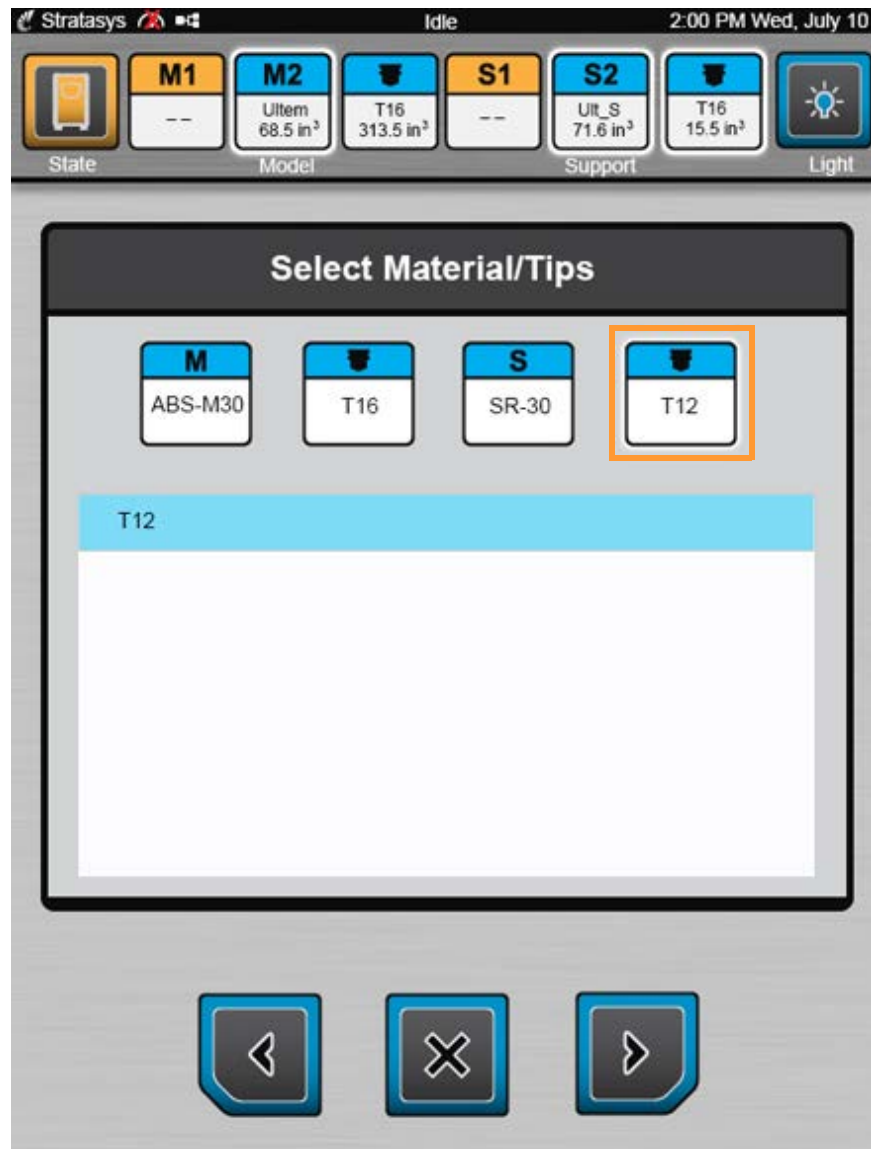 Stratasys Idle 2:00 PM Wed, July 10
M1 M2 S1 S2
-- Ultem T16 -- Ult_S T16
68.5 in³ 313.5 in³ 71.6 in³ 15.5 in³
State Model Support Light
Select Material/Tips
M S
ABS-M30 T16 SR-30 T12
T12